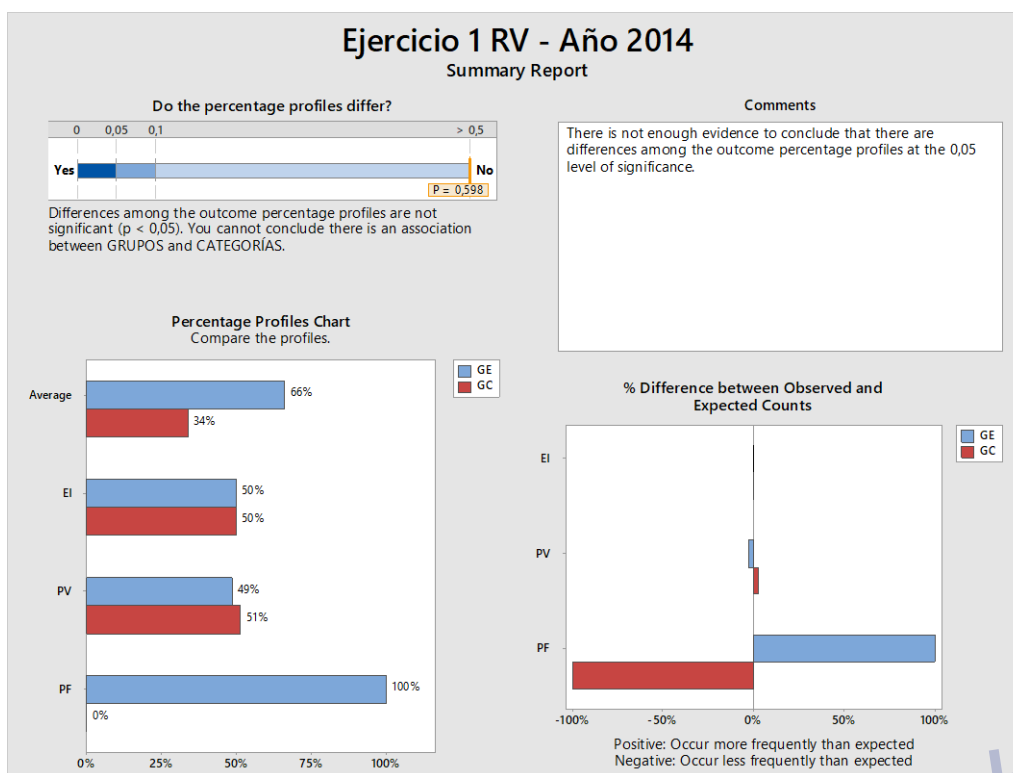 Ejercicio 1 RV - Año 2014
Summary Report
Do the percentage profiles differ?
0 0,05 0,1 > 0,5
Yes No
P = 0,598
Differences among the outcome percentage profiles are not
significant (p < 0,05). You cannot conclude there is an association
between GRUPOS and CATEGORÍAS.
Comments
There is not enough evidence to conclude that there are
differences among the outcome percentage profiles at the 0,05
level of significance.
Percentage Profiles Chart
Compare the profiles.
GE
GC
Average
66%
34%
EI
50%
50%
PV
49%
51%
PF
100%
0%
0% 25% 50% 75% 100%
% Difference between Observed and
Expected Counts
GE
GC
EI
PV
PF
-100% -50% 0% 50% 100%
Positive: Occur more frequently than expected
Negative: Occur less frequently than expected